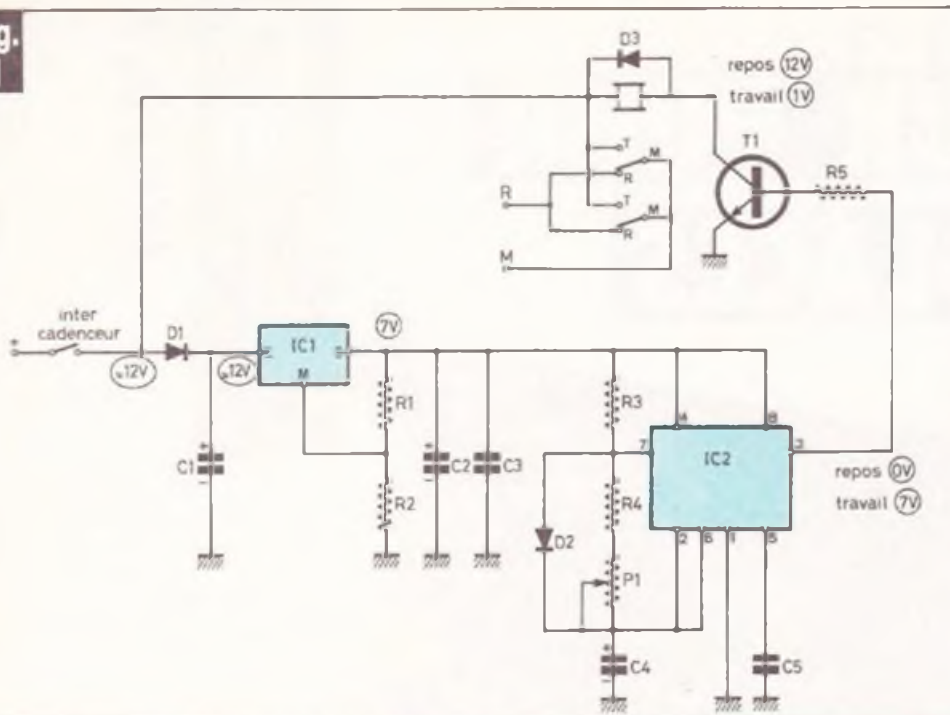 g.
D3
repos 12V
travail 1V
T1
R5
T
M
R
R
T
M
R
M
inter
cadenceur
D1
+
12V
12V
IC1
M
7V
R1
R2
C1
+
-
C2
+
-
C3
R3
R4
D2
P1
7
4
8
3
IC2
2
6
1
5
repos 0V
travail 7V
C4
+
-
C5